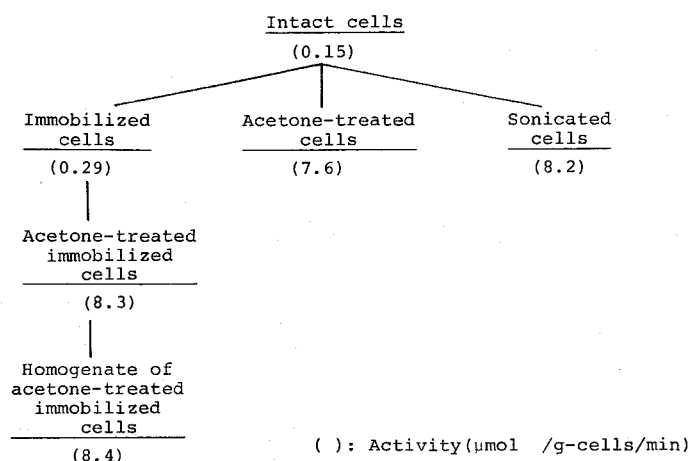 Intact cells
(0.15)
Immobilized
cells
(0.29)
Acetone-treated
cells
(7.6)
Sonicated
cells
(8.2)
Acetone-treated
immobilized
cells
(8.3)
Homogenate of
acetone-treated
immobilized
cells
(8.4)
( ): Activity(μmol /g-cells/min)